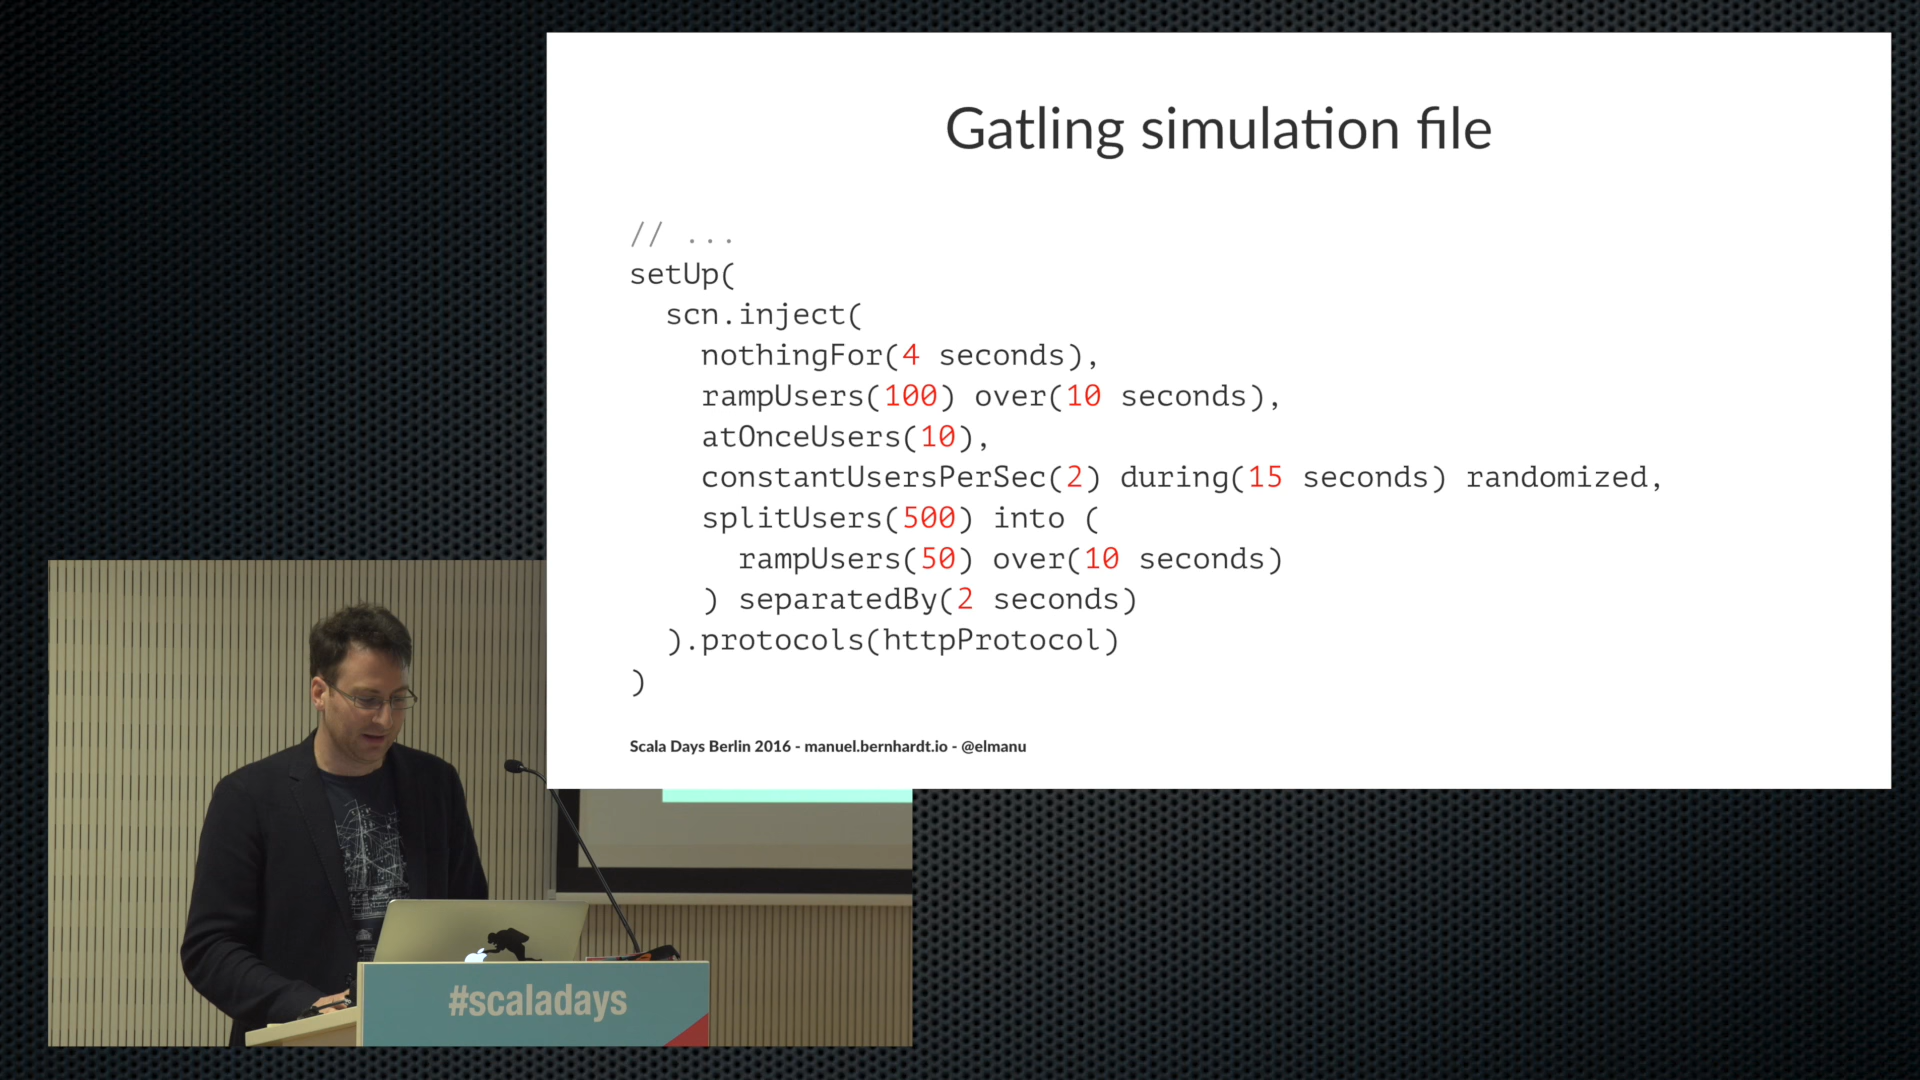 Gatling simulation file
// ...
setUp(
  scn.inject(
    nothingFor(4 seconds),
    rampUsers(100) over(10 seconds),
    atOnceUsers(10),
    constantUsersPerSec(2) during(15 seconds) randomized,
    splitUsers(500) into (
      rampUsers(50) over(10 seconds)
    ) separatedBy(2 seconds)
  ).protocols(httpProtocol)
)
Scala Days Berlin 2016 - manuel.bernhardt.io - @elmanu
#scaladays